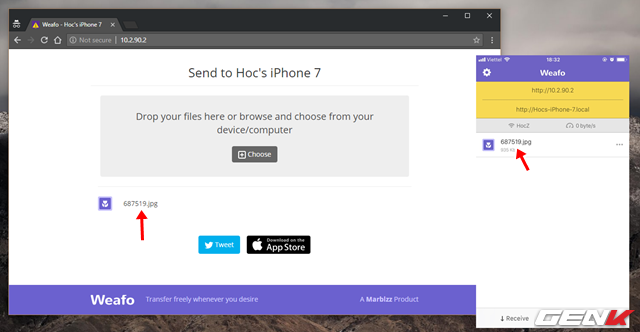 Weafo - Hoc's iPhone 7
Not secure
10.2.90.2
Send to Hoc's iPhone 7
Drop your files here or browse and choose from your
device/computer
Choose
687519.jpg
Tweet
Download on the
App Store
Weafo
Transfer freely whenever you desire
A Marblzz Product
Viettel
18:32
Weafo
http://10.2.90.2
http://Hocs-iPhone-7.local
HocZ
0 byte/s
687519.jpg
Receive
GENK